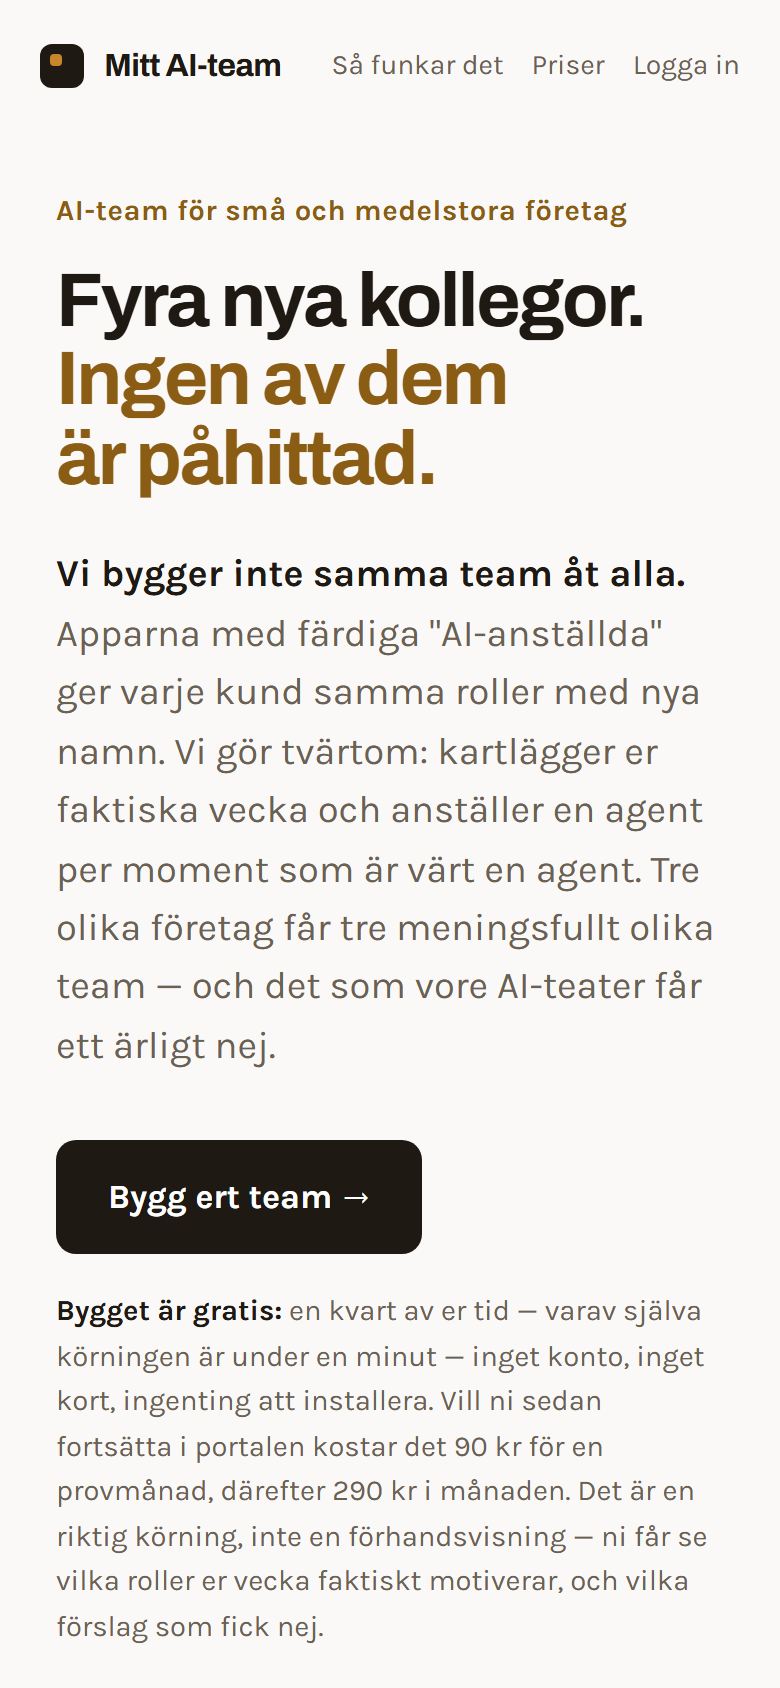 Mitt AI-team
Så funkar det
Priser
Logga in
AI-team för små och medelstora företag
Fyra nya kollegor.
Ingen av dem
är påhittad.
Vi bygger inte samma team åt alla.
Apparna med färdiga "AI-anställda"
ger varje kund samma roller med nya
namn. Vi gör tvärtom: kartlägger er
faktiska vecka och anställer en agent
per moment som är värt en agent. Tre
olika företag får tre meningsfullt olika
team — och det som vore AI-teater får
ett ärligt nej.
Bygg ert team →
Bygget är gratis: en kvart av er tid — varav själva
körningen är under en minut — inget konto, inget
kort, ingenting att installera. Vill ni sedan
fortsätta i portalen kostar det 90 kr för en
provmånad, därefter 290 kr i månaden. Det är en
riktig körning, inte en förhandsvisning — ni får se
vilka roller er vecka faktiskt motiverar, och vilka
förslag som fick nej.